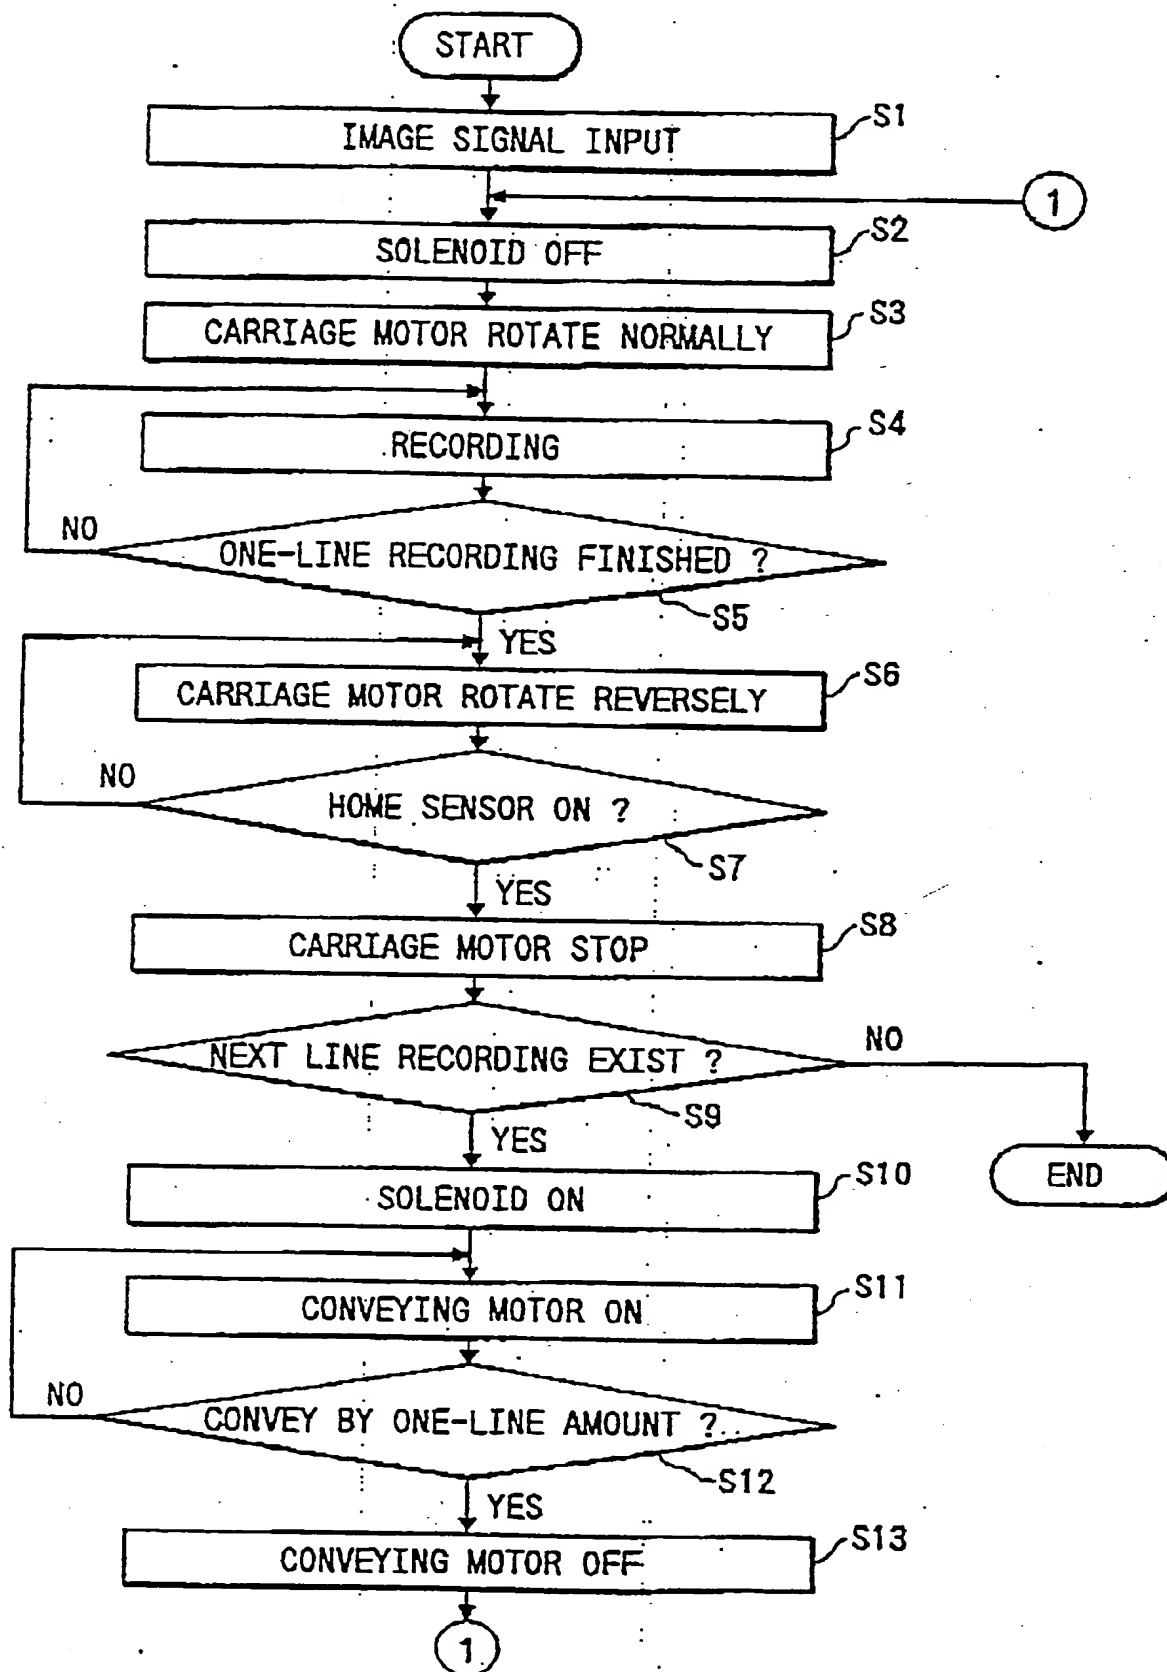 START
IMAGE SIGNAL INPUT
S1
1
SOLENOID OFF
S2
CARRIAGE MOTOR ROTATE NORMALLY
S3
RECORDING
S4
NO
ONE-LINE RECORDING FINISHED ?
S5
YES
CARRIAGE MOTOR ROTATE REVERSELY
S6
NO
HOME SENSOR ON ?
S7
YES
CARRIAGE MOTOR STOP
S8
NEXT LINE RECORDING EXIST ?
NO
S9
YES
SOLENOID ON
S10
END
CONVEYING MOTOR ON
S11
NO
CONVEY BY ONE-LINE AMOUNT ?
S12
YES
CONVEYING MOTOR OFF
S13
1